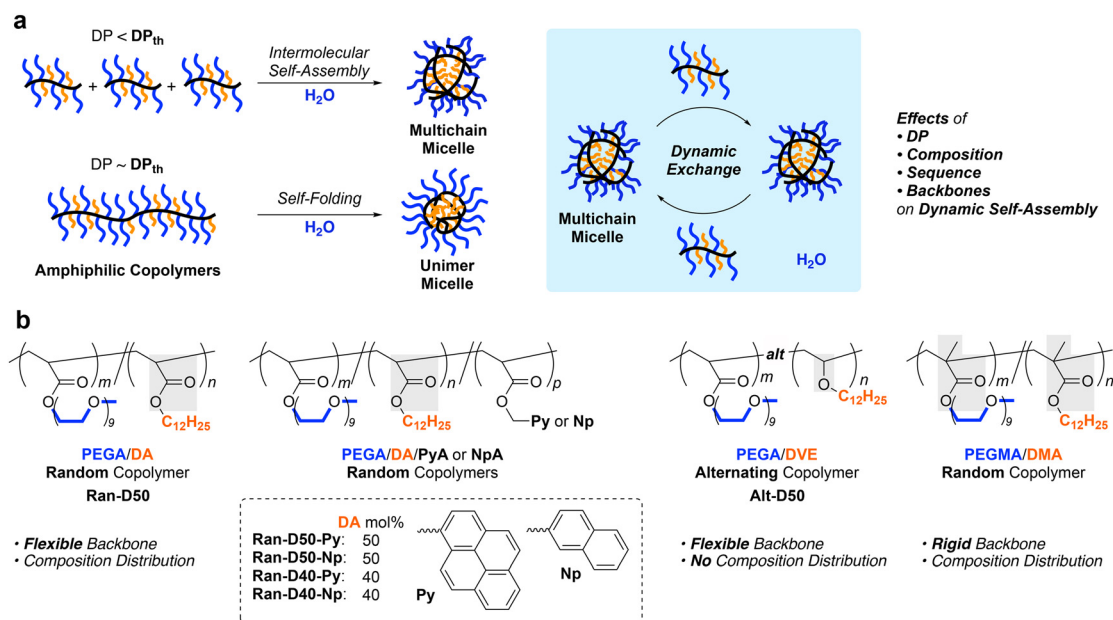 a
DP < DPth
+ +
Intermolecular
Self-Assembly
H2O
Multichain
Micelle
DP ~ DPth
Self-Folding
H2O
Amphiphilic Copolymers
Unimer
Micelle
Dynamic
Exchange
Multichain
Micelle
H2O
Effects of
• DP
• Composition
• Sequence
• Backbones
on Dynamic Self-Assembly
b
m n
O O O O
O 9 C12H25
PEGA/DA
Random Copolymer
Ran-D50
• Flexible Backbone
• Composition Distribution
m n p
O O O O O O
O 9 C12H25 Py or Np
PEGA/DA/PyA or NpA
Random Copolymers
DA mol%
Ran-D50-Py: 50
Ran-D50-Np: 50
Ran-D40-Py: 40
Ran-D40-Np: 40
Py
Np
alt
m n
O O O
O 9 C12H25
PEGA/DVE
Alternating Copolymer
Alt-D50
• Flexible Backbone
• No Composition Distribution
m n
O O O O
O 9 C12H25
PEGMA/DMA
Random Copolymer
• Rigid Backbone
• Composition Distribution